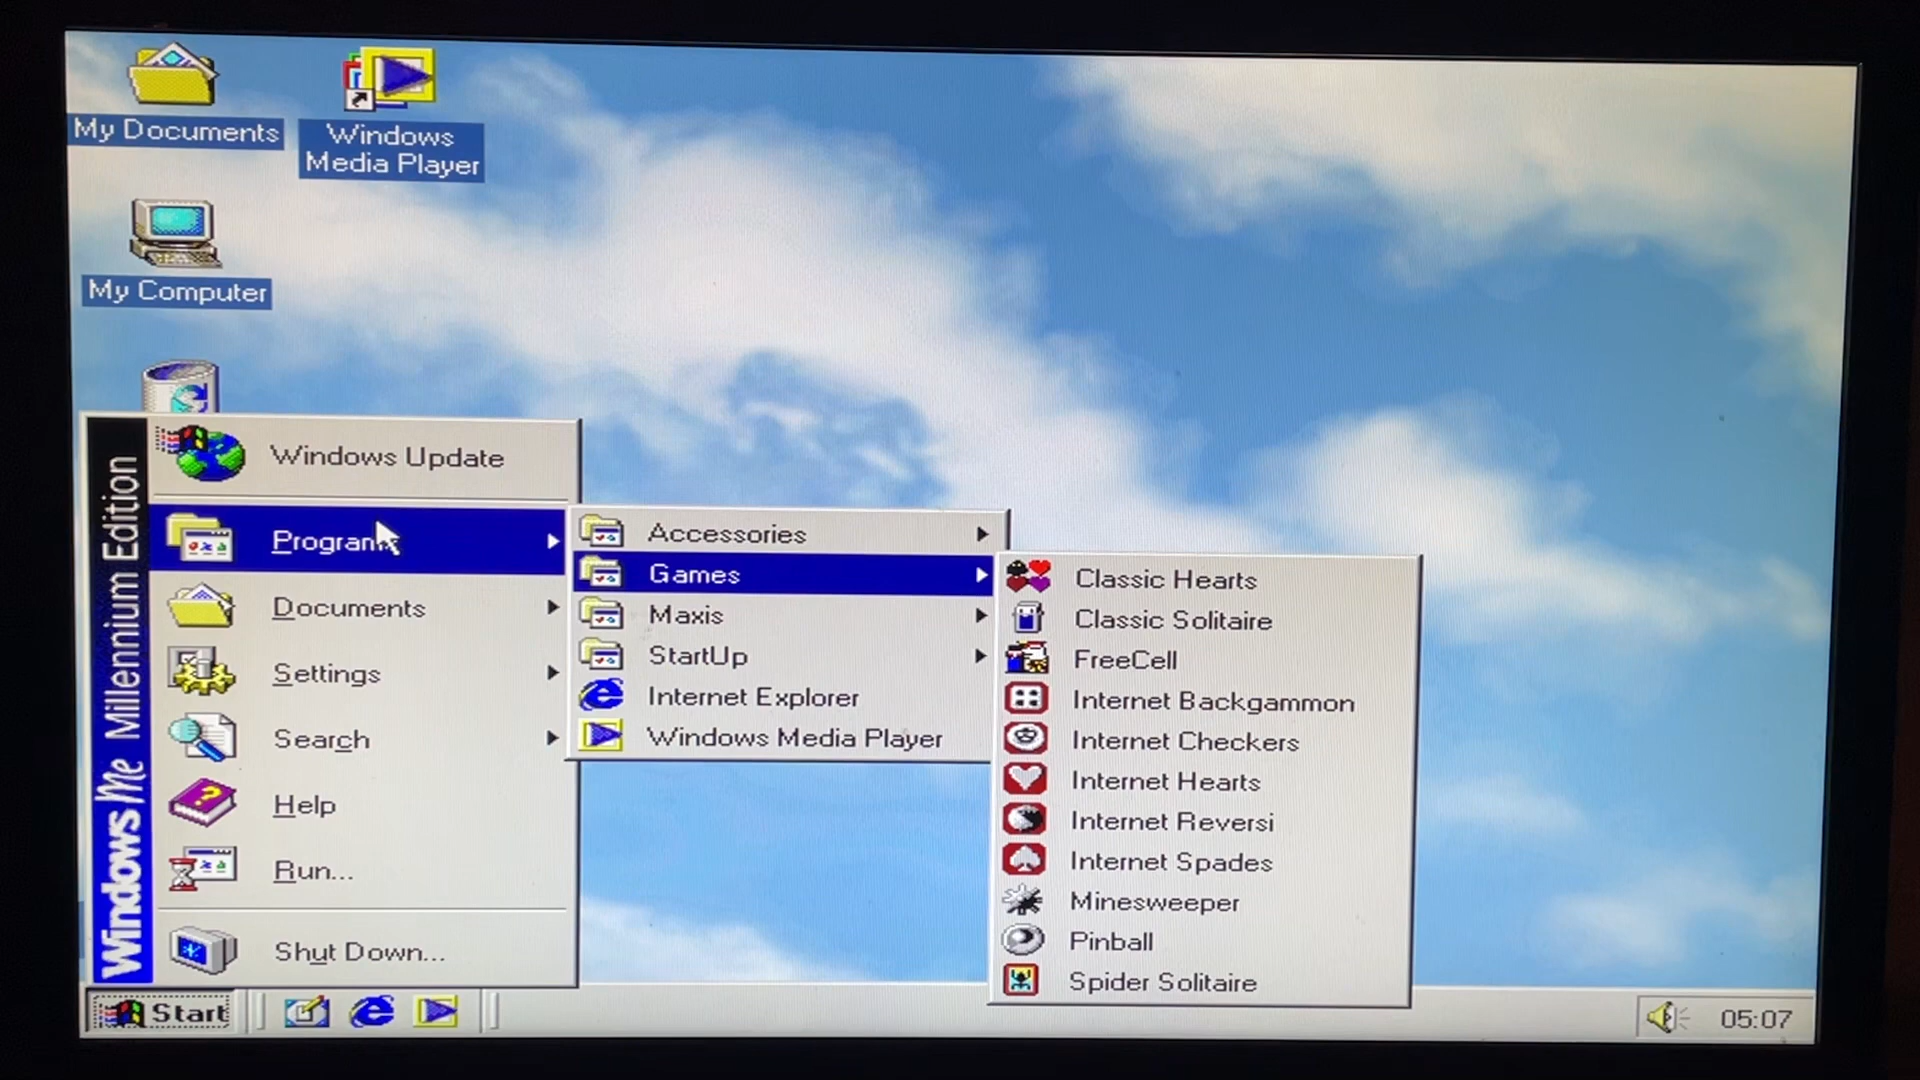 My Documents
Windows
Media Player
My Computer
Windows Update
Programs
Documents
Settings
Search
Help
Run...
Shut Down...
Windows Me Millennium Edition
Accessories
Games
Maxis
StartUp
Internet Explorer
Windows Media Player
Classic Hearts
Classic Solitaire
FreeCell
Internet Backgammon
Internet Checkers
Internet Hearts
Internet Reversi
Internet Spades
Minesweeper
Pinball
Spider Solitaire
Start
05:07